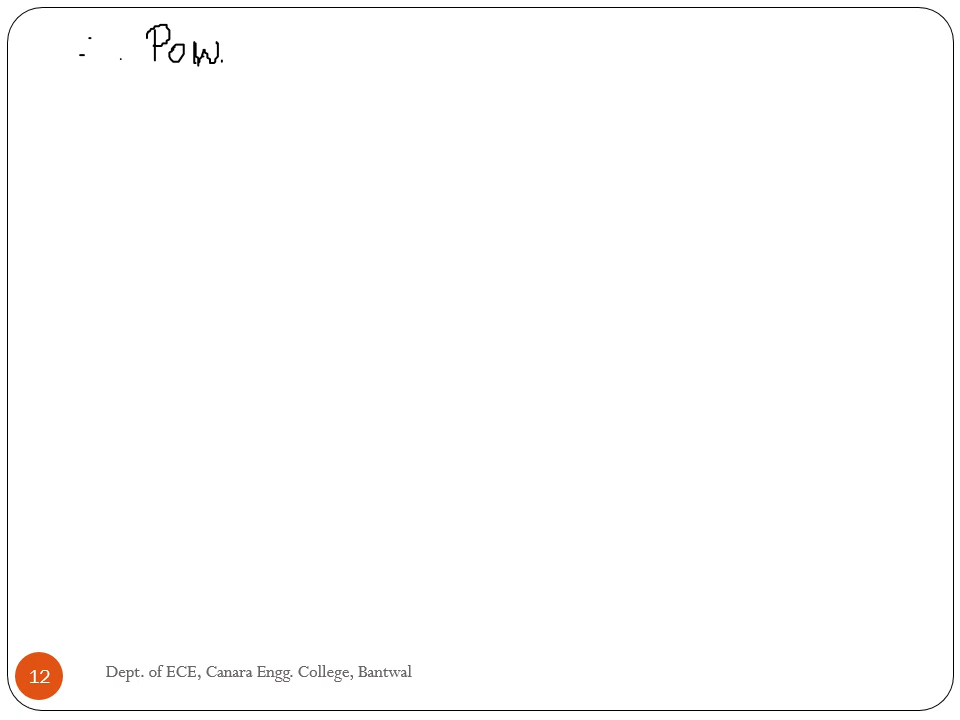 ∴ Pow.
12
Dept. of ECE, Canara Engg. College, Bantwal